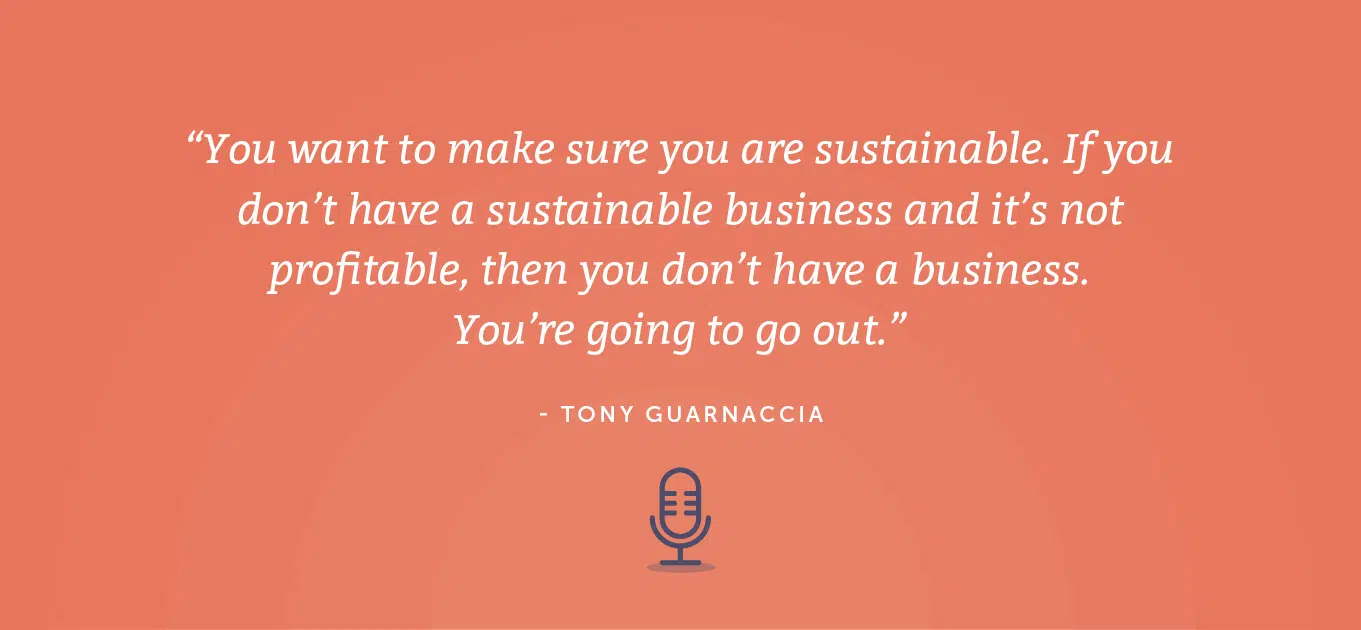 “You want to make sure you are sustainable. If you
don’t have a sustainable business and it’s not
profitable, then you don’t have a business.
You’re going to go out.”
- TONY GUARNACCIA